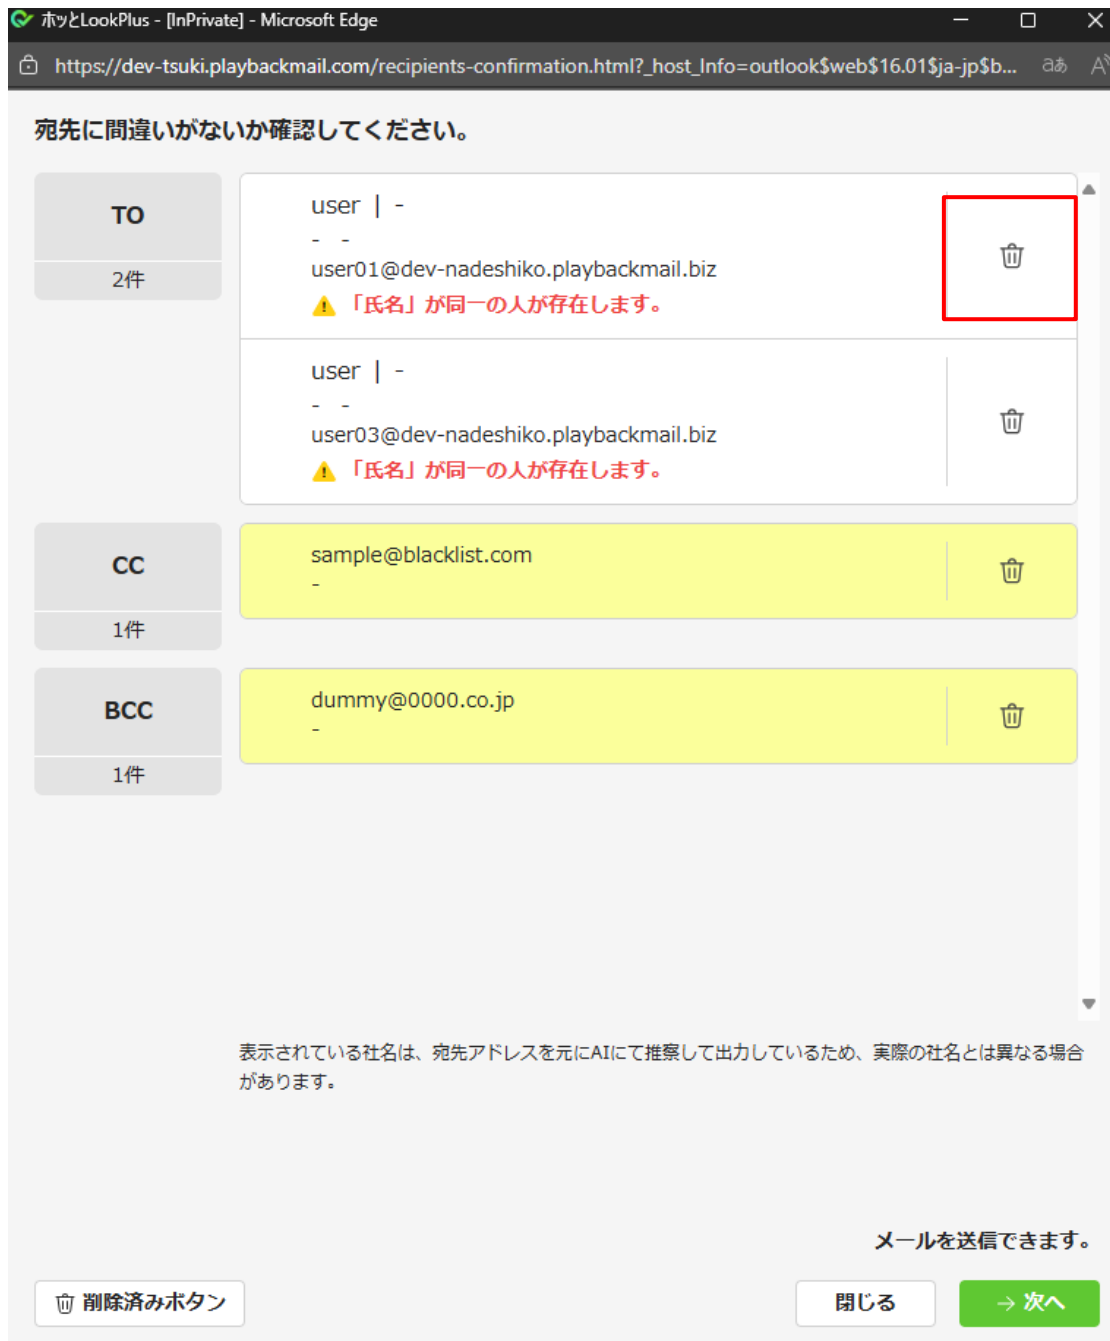 ホッとLookPlus - [InPrivate] - Microsoft Edge
https://dev-tsuki.playbackmail.com/recipients-confirmation.html?_host_Info=outlook$web$16.01$ja-jp$b...
aあ
A
宛先に間違いがないか確認してください。
TO
2件
user | -
- -
user01@dev-nadeshiko.playbackmail.biz
「氏名」が同一の人が存在します。
user | -
- -
user03@dev-nadeshiko.playbackmail.biz
「氏名」が同一の人が存在します。
CC
1件
sample@blacklist.com
-
BCC
1件
dummy@0000.co.jp
-
表示されている社名は、宛先アドレスを元にAIにて推察して出力しているため、実際の社名とは異なる場合
があります。
メールを送信できます。
削除済みボタン
閉じる
→ 次へ